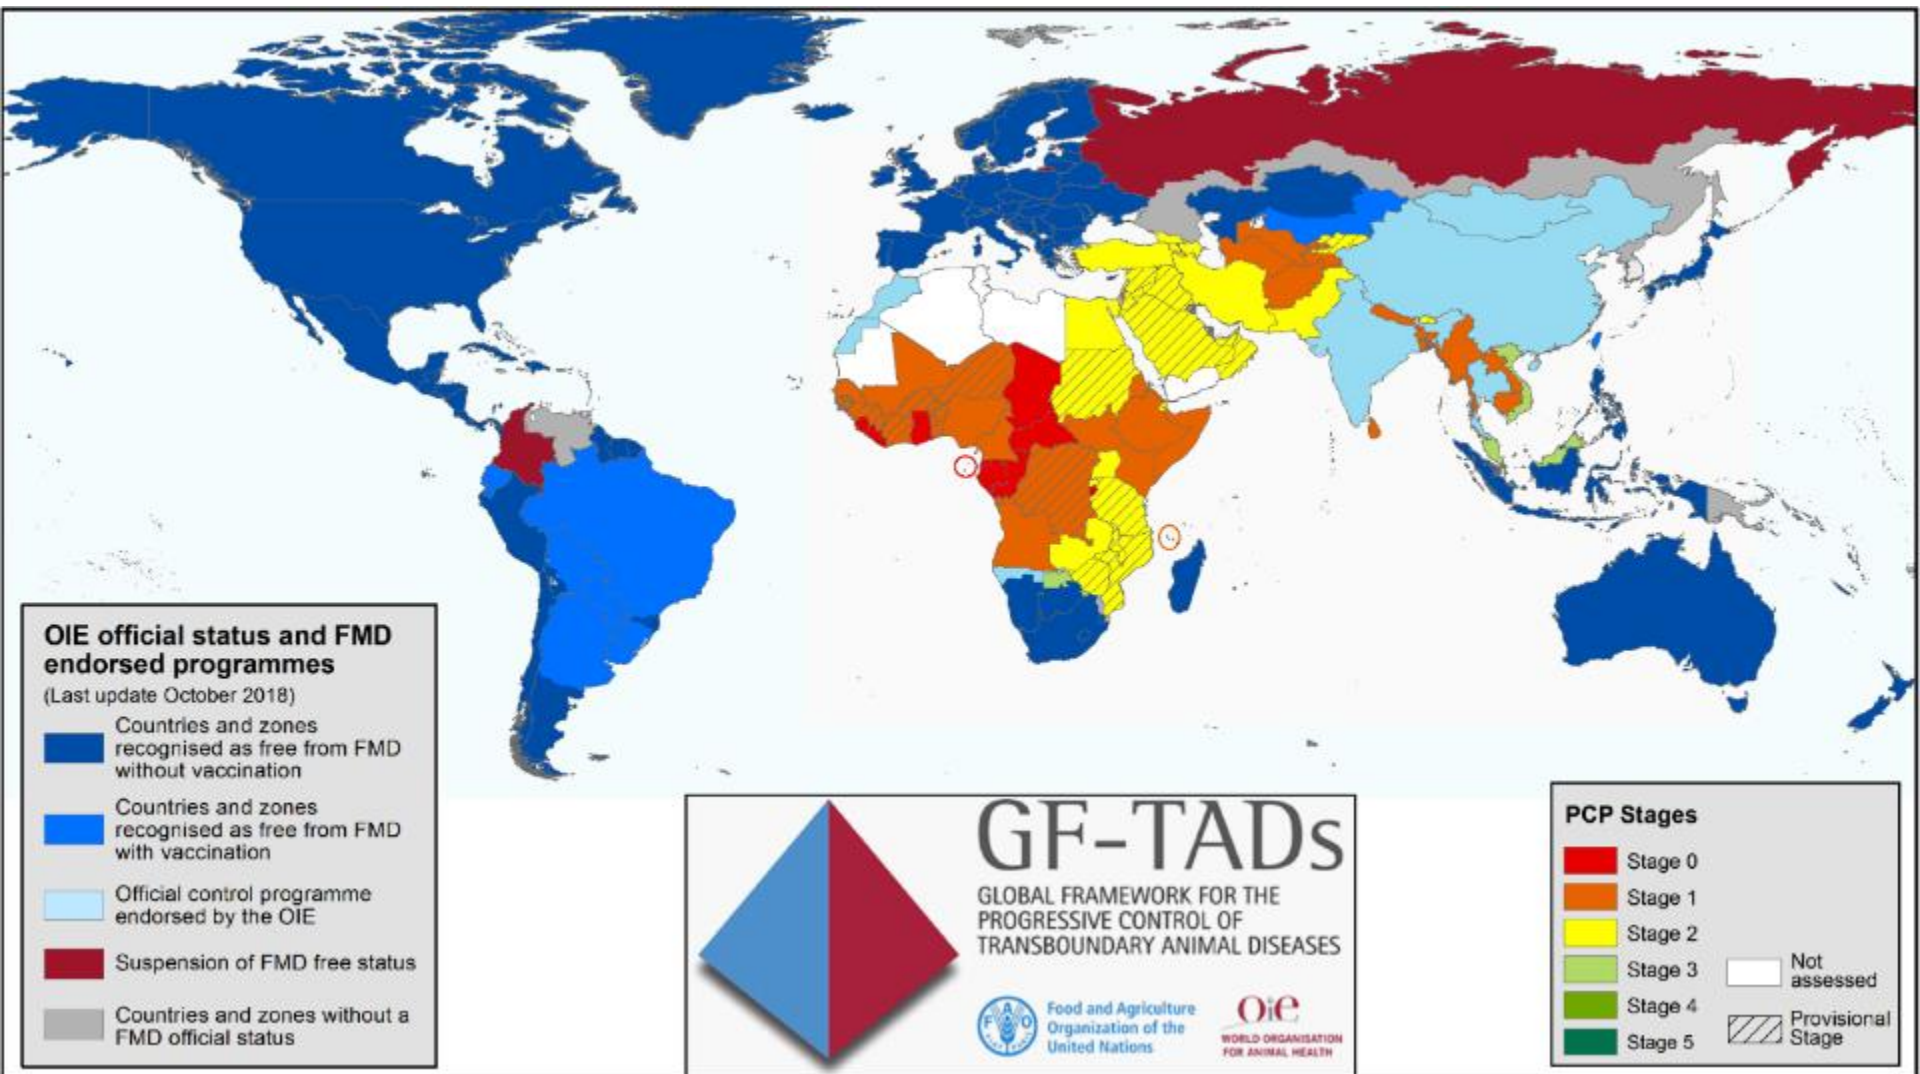 OIE official status and FMD
endorsed programmes
(Last update October 2018)
Countries and zones
recognised as free from FMD
without vaccination
Countries and zones
recognised as free from FMD
with vaccination
Official control programme
endorsed by the OIE
Suspension of FMD free status
Countries and zones without a
FMD official status
GF-TADs
GLOBAL FRAMEWORK FOR THE
PROGRESSIVE CONTROL OF
TRANSBOUNDARY ANIMAL DISEASES
FAO
Food and Agriculture
Organization of the
United Nations
Oie
WORLD ORGANISATION
FOR ANIMAL HEALTH
PCP Stages
Stage 0
Stage 1
Stage 2
Stage 3
Stage 4
Stage 5
Not
assessed
Provisional
Stage